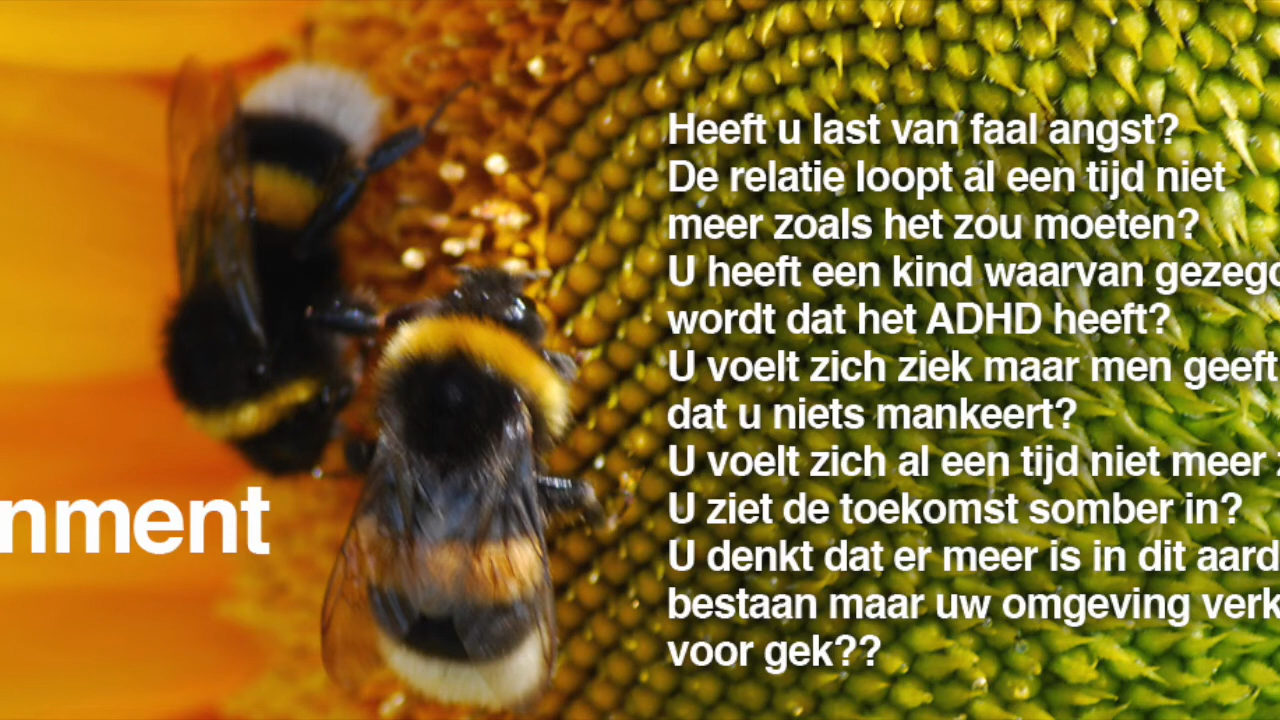 Heeft u last van faal angst?
De relatie loopt al een tijd niet
meer zoals het zou moeten?
U heeft een kind waarvan
wordt dat het ADHD heeft?
U voelt zich ziek maar men geeft
dat u niets mankeert?
U voelt zich al een tijd niet meer
nment
U ziet de toekomst somber in?
U denkt dat er meer is in dit aard
bestaan maar uw omgeving verk
voor gek??